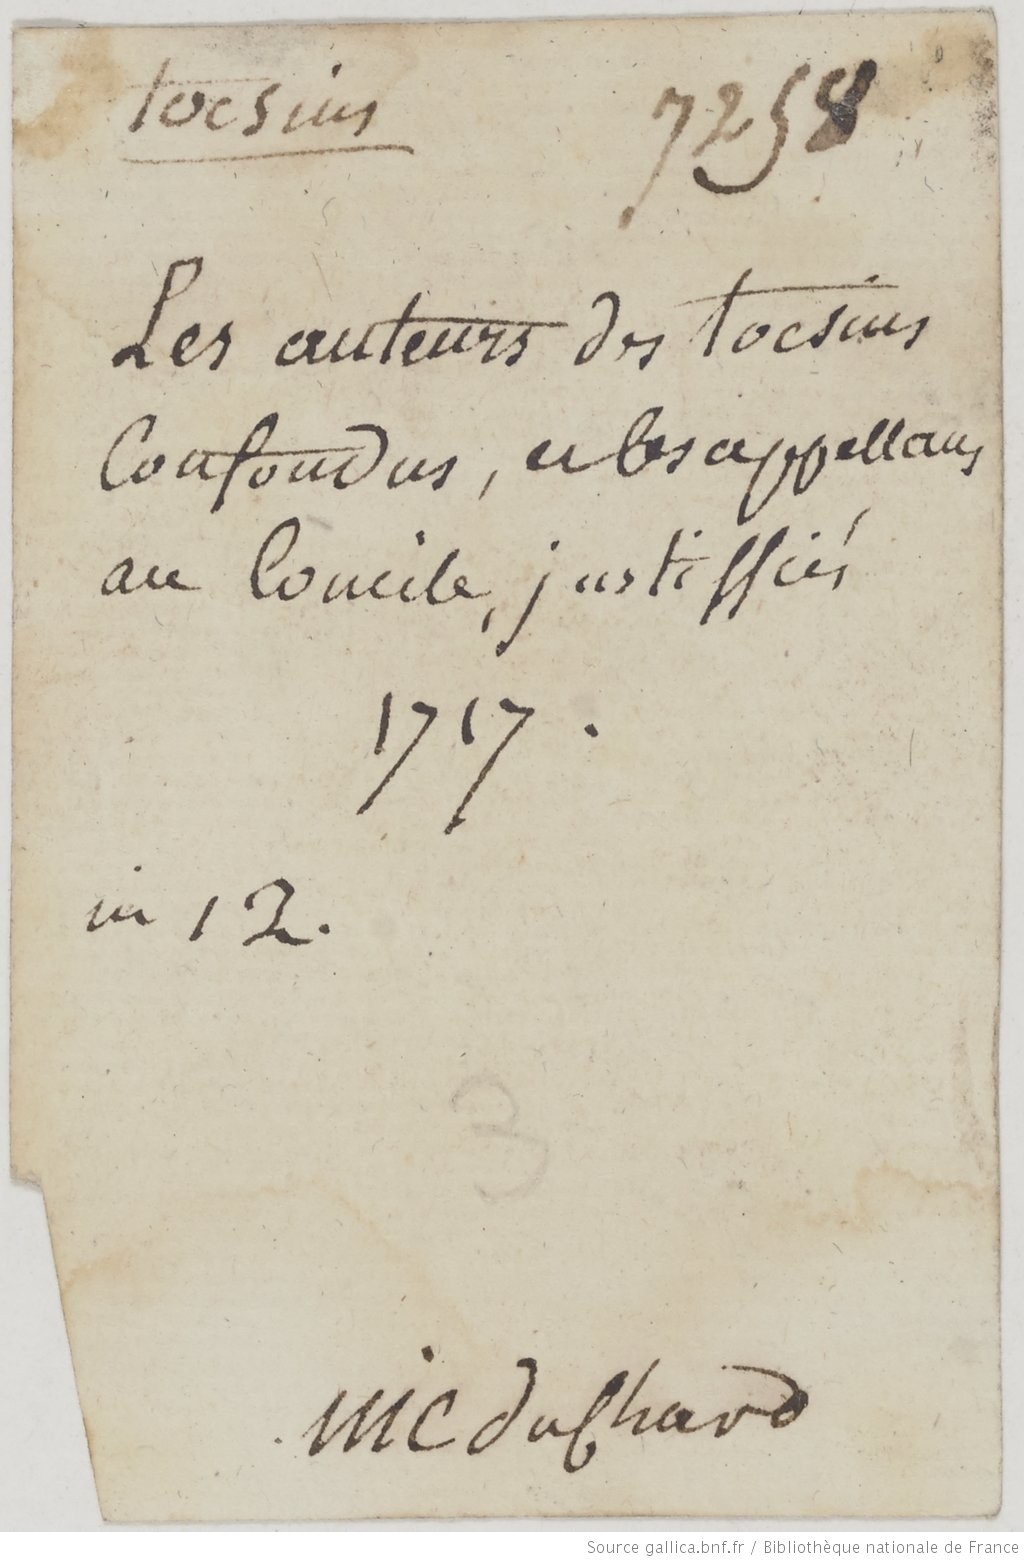 tocsins 7258
Les auteurs des tocsins
Confondus, et les appellans
au Concile, justiffiés
1717.
in 12.
3
Source gallica.bnf.fr / Bibliothèque nationale de France